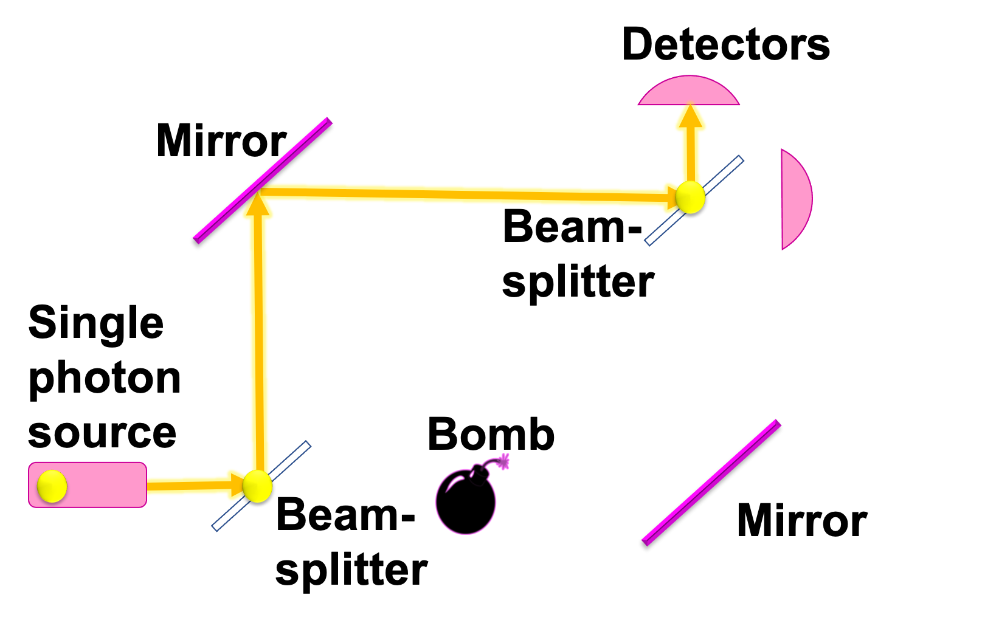 Detectors
Mirror
Beam-
splitter
Single
photon
source
Bomb
Beam-
splitter
Mirror